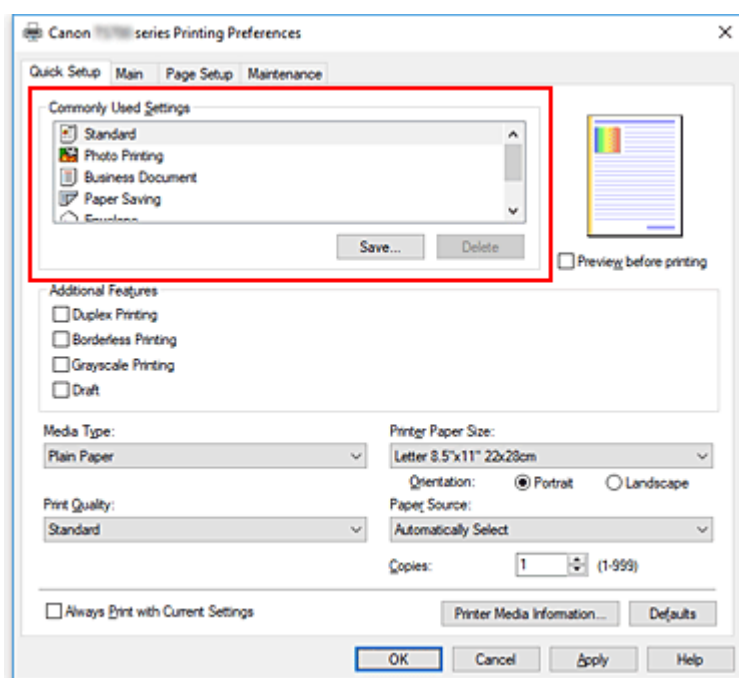 Canon series Printing Preferences
Quick Setup Main Page Setup Maintenance
Commonly Used Settings
Standard
Photo Printing
Business Document
Paper Saving
Envelope
Save... Delete
Preview before printing
Additional Features
Duplex Printing
Borderless Printing
Grayscale Printing
Draft
Media Type: Printer Paper Size:
Plain Paper Letter 8.5"x11" 22x28cm
Orientation: Portrait Landscape
Print Quality: Paper Source:
Standard Automatically Select
Copies: 1 (1-999)
Always Print with Current Settings Printer Media Information... Defaults
OK Cancel Apply Help